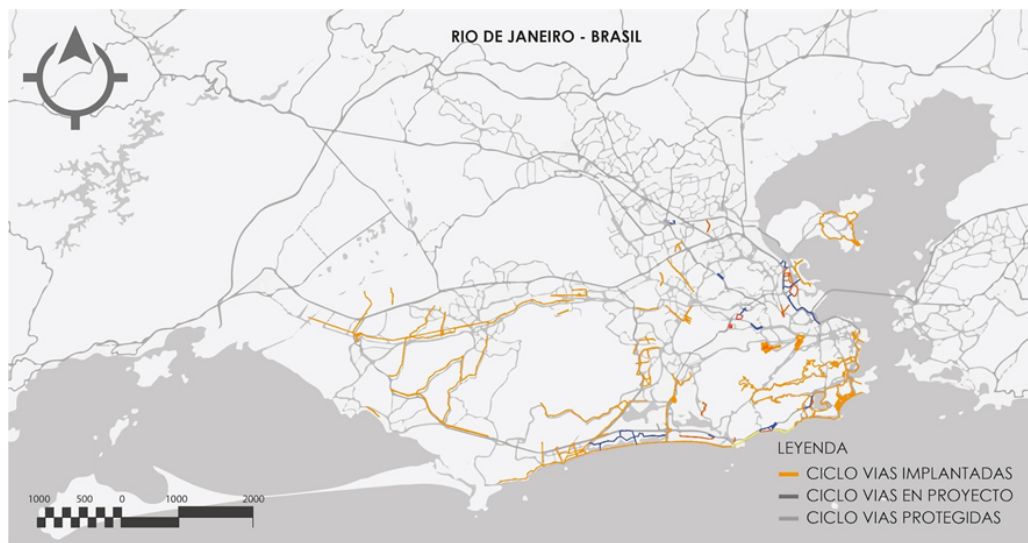 RIO DE JANEIRO - BRASIL
LEYENDA
CICLO VIAS IMPLANTADAS
CICLO VIAS EN PROYECTO
CICLO VIAS PROTEGIDAS
1000 500 0 1000 2000